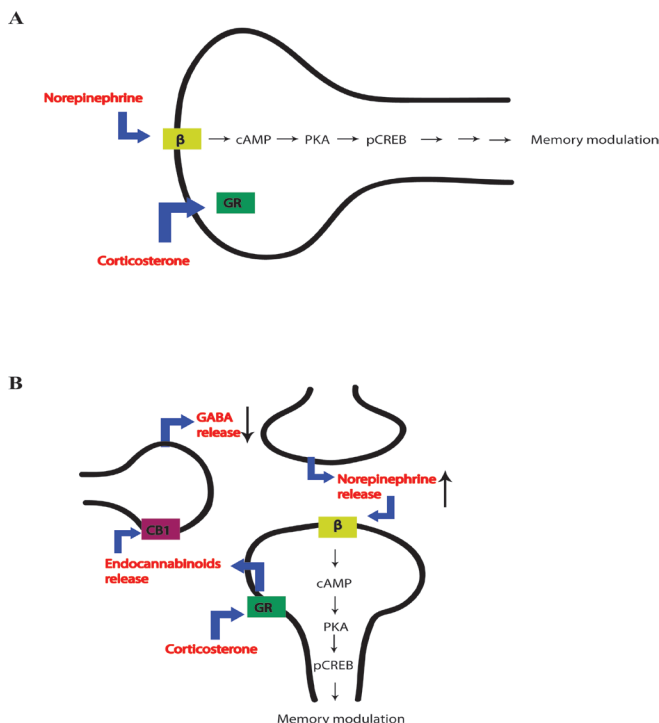 A
Norepinephrine
β → cAMP → PKA → pCREB → → → Memory modulation
GR
Corticosterone
B
GABA
release
Norepinephrine
release
CB1
β
Endocannabinoids
release
cAMP
GR
PKA
Corticosterone
pCREB
Memory modulation